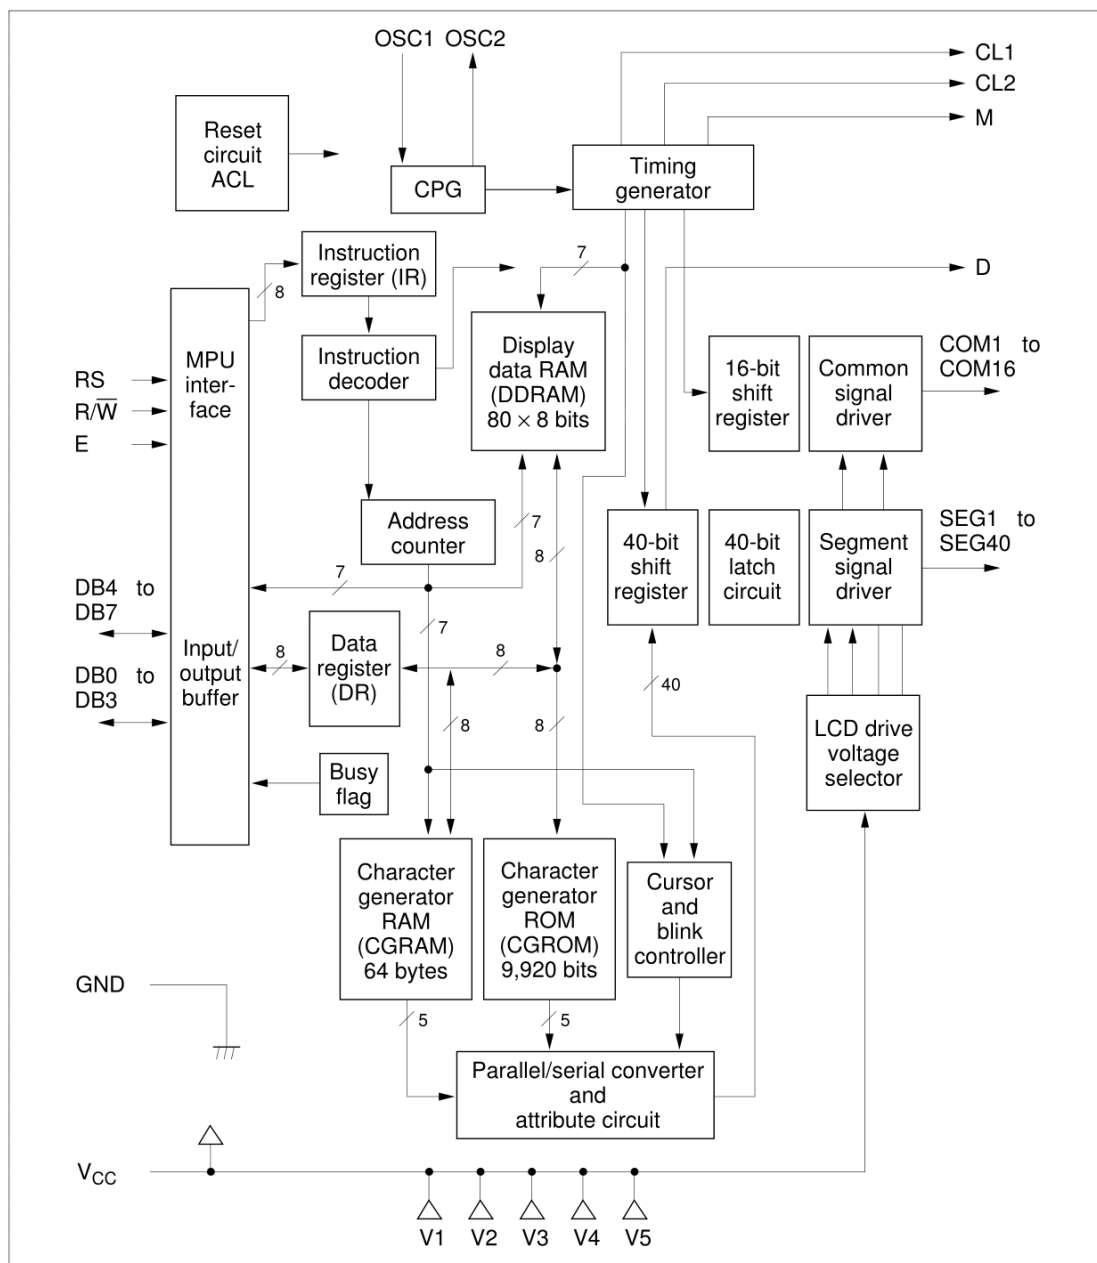 OSC1 OSC2
CL1
CL2
M
Reset
circuit
ACL
CPG
Timing
generator
Instruction
register (IR)
8
7
D
MPU
inter-
face
RS
R/W̅
E
Instruction
decoder
Display
data RAM
(DDRAM)
80 × 8 bits
16-bit
shift
register
Common
signal
driver
COM1 to
COM16
Address
counter
7
8
40-bit
shift
register
40-bit
latch
circuit
Segment
signal
driver
SEG1 to
SEG40
DB4 to
DB7
7
7
Input/
output
buffer
8
Data
register
(DR)
8
DB0 to
DB3
8
8
40
LCD drive
voltage
selector
Busy
flag
Character
generator
RAM
(CGRAM)
64 bytes
Character
generator
ROM
(CGROM)
9,920 bits
Cursor
and
blink
controller
GND
5
5
Parallel/serial converter
and
attribute circuit
VCC
V1 V2 V3 V4 V5